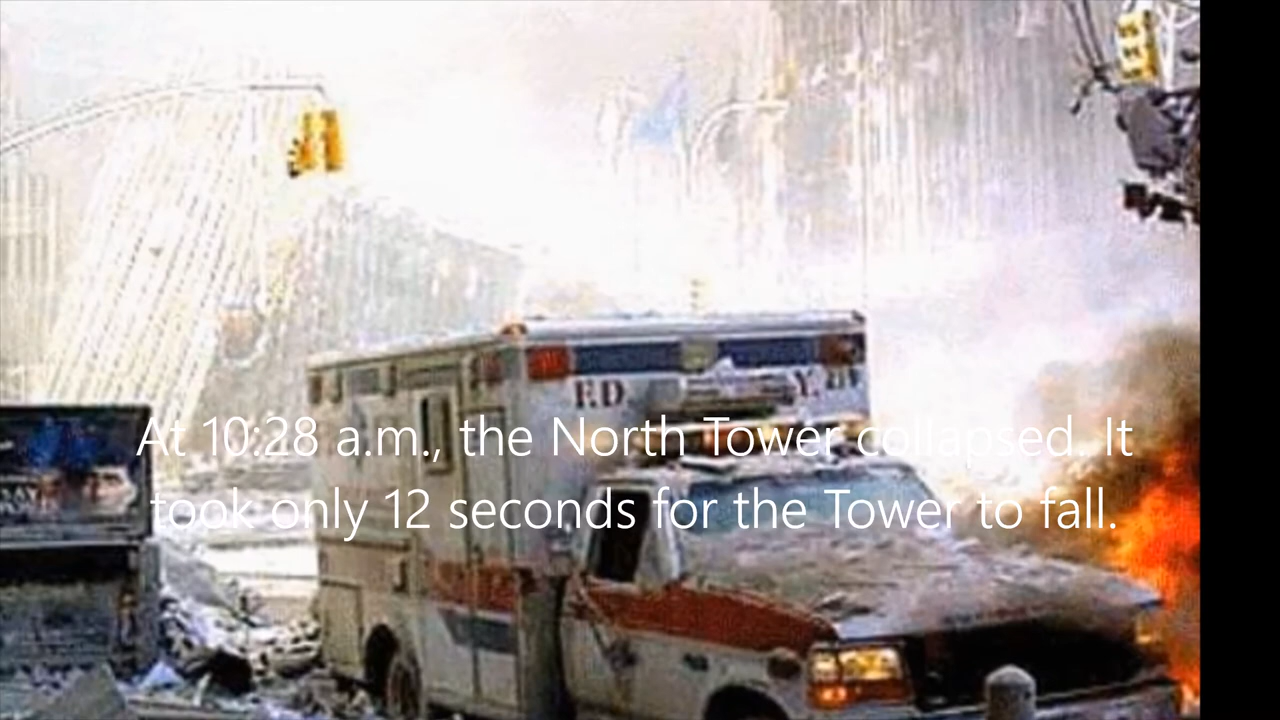 F.D Y.
At 10:28 a.m., the North Tower collapsed. It
took only 12 seconds for the Tower to fall.